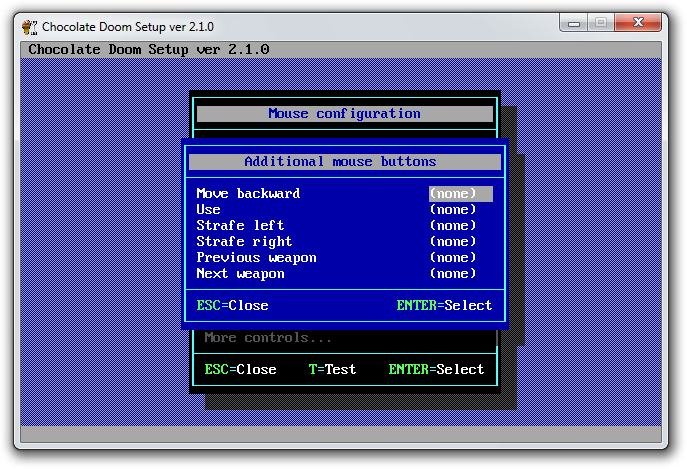 Chocolate Doom Setup ver 2.1.0
Chocolate Doom Setup ver 2.1.0
Mouse configuration
Additional mouse buttons
Move backward (none)
Use (none)
Strafe left (none)
Strafe right (none)
Previous weapon (none)
Next weapon (none)
ESC=Close ENTER=Select
More controls...
ESC=Close T=Test ENTER=Select